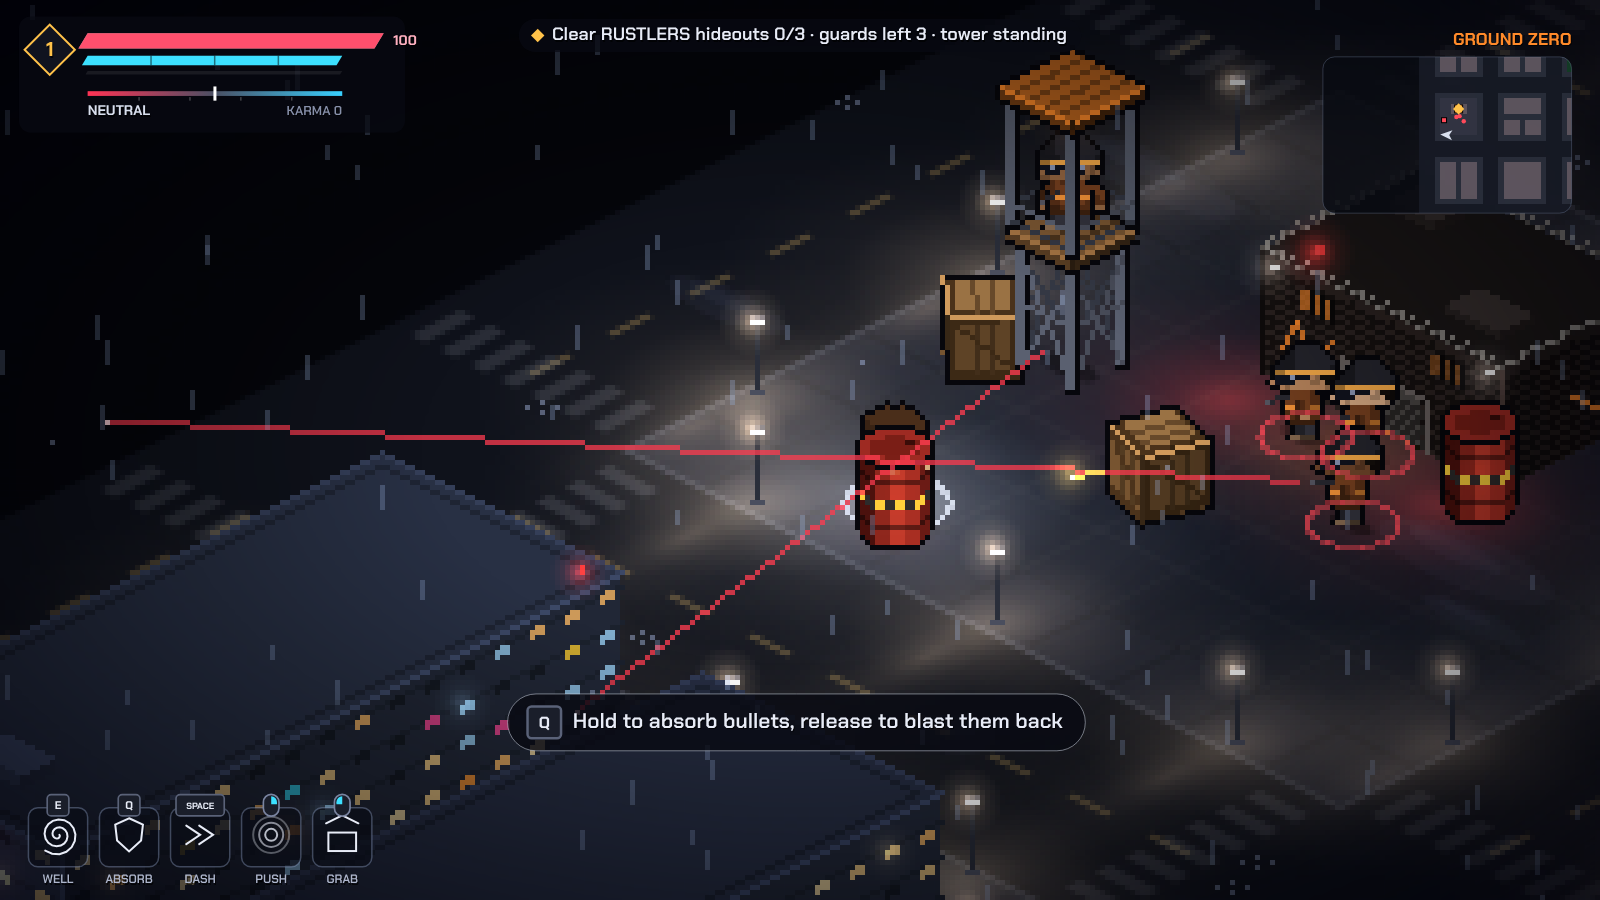 1
100
NEUTRAL
KARMA 0
Clear RUSTLERS hideouts 0/3 · guards left 3 · tower standing
GROUND ZERO
Q Hold to absorb bullets, release to blast them back
E
Q
SPACE
WELL
ABSORB
DASH
PUSH
GRAB